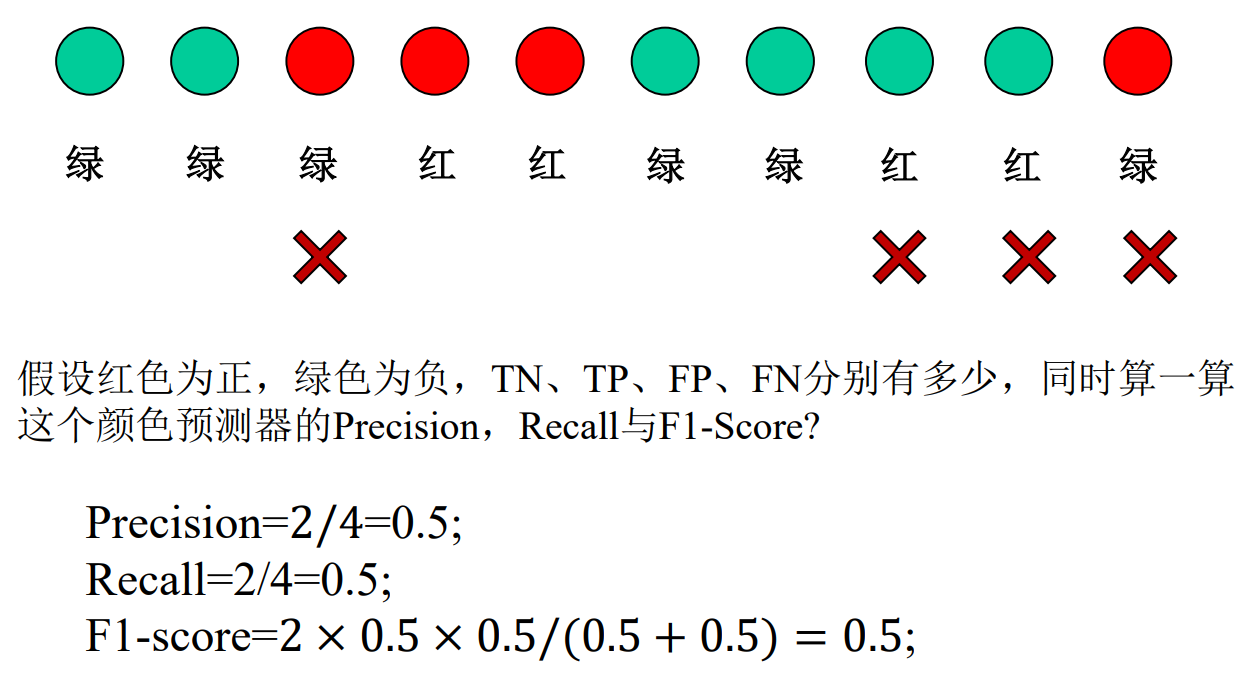 绿 绿 绿 红 红 绿 绿 红 红 绿
假设红色为正，绿色为负，TN、TP、FP、FN分别有多少，同时算一算
这个颜色预测器的Precision，Recall与F1-Score?
Precision=2/4=0.5;
Recall=2/4=0.5;
F1-score=2 × 0.5 × 0.5/(0.5 + 0.5) = 0.5;